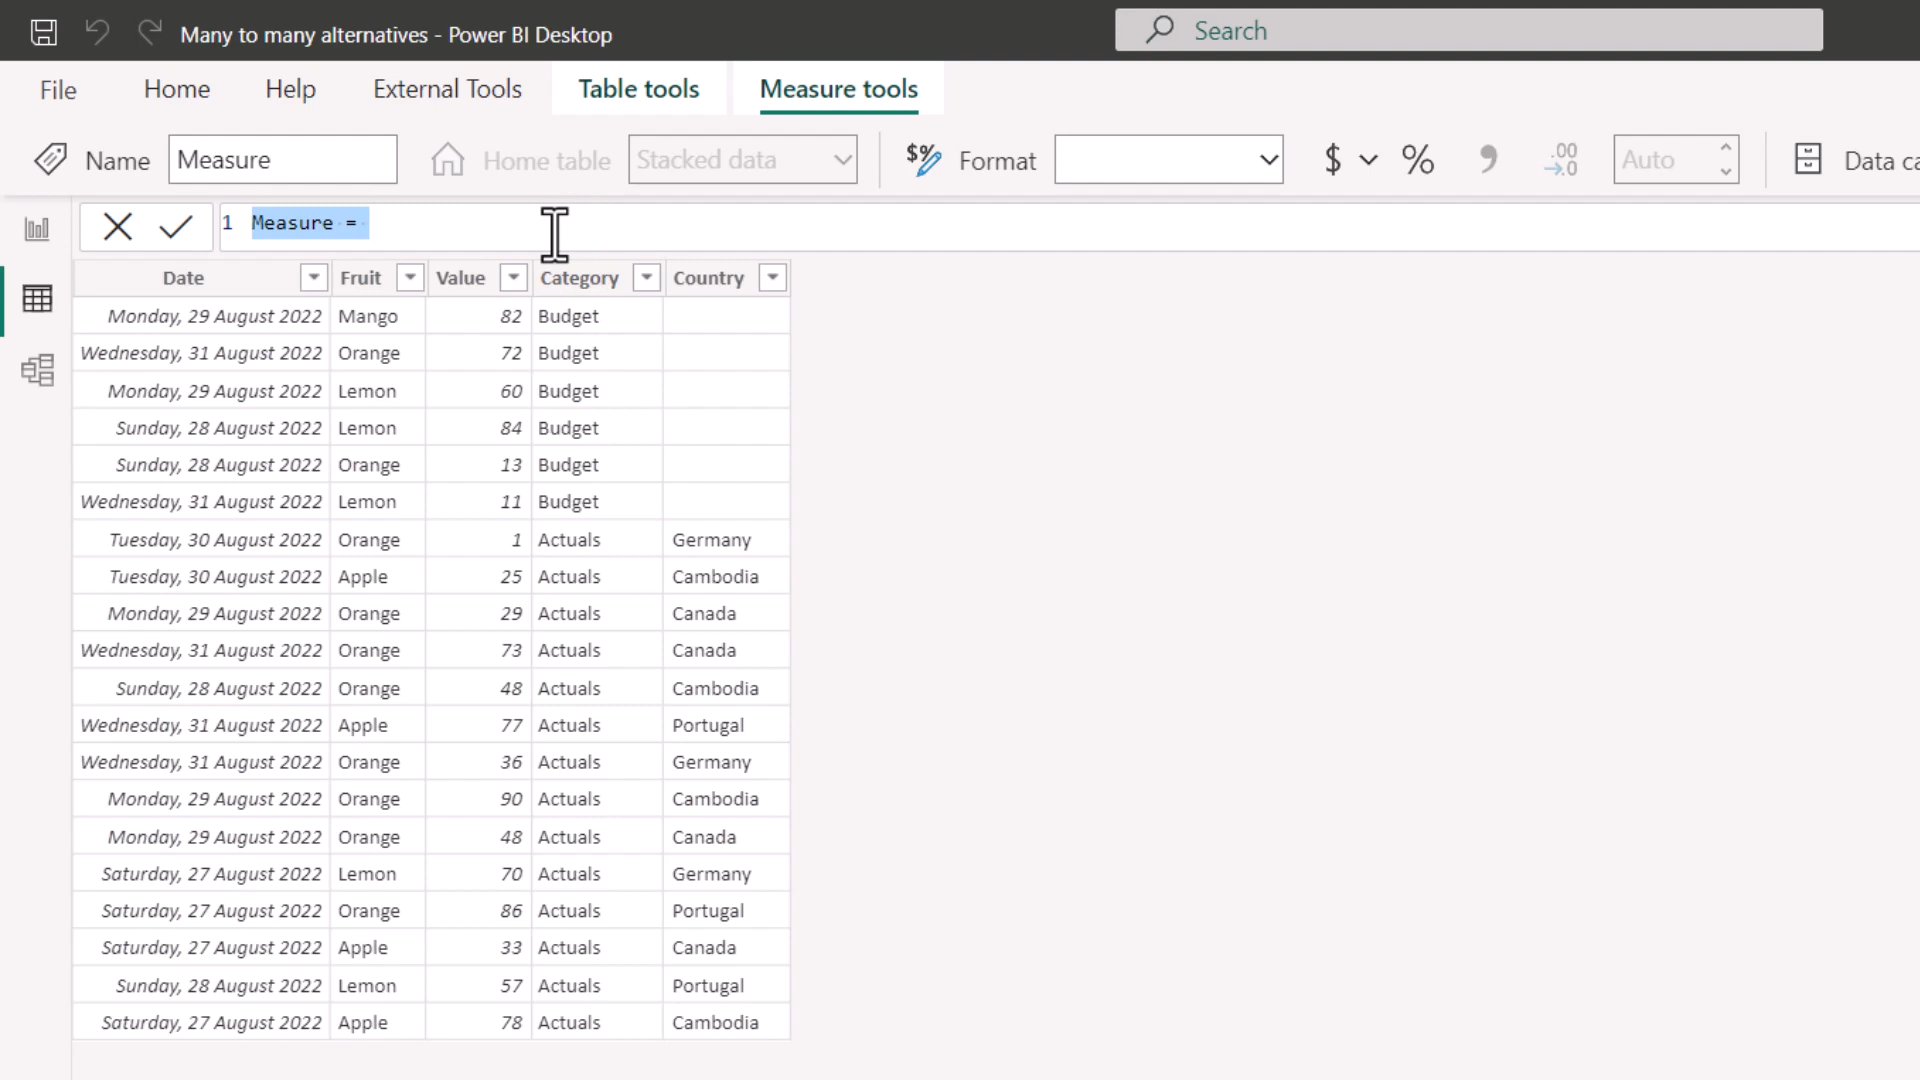 Many to many alternatives - Power BI Desktop
Search
File Home Help External Tools Table tools Measure tools
Name Measure Home table Stacked data Format $ % Auto Data ca
1 Measure =
Date Fruit Value Category Country
Monday, 29 August 2022 Mango 82 Budget
Wednesday, 31 August 2022 Orange 72 Budget
Monday, 29 August 2022 Lemon 60 Budget
Sunday, 28 August 2022 Lemon 84 Budget
Sunday, 28 August 2022 Orange 13 Budget
Wednesday, 31 August 2022 Lemon 11 Budget
Tuesday, 30 August 2022 Orange 1 Actuals Germany
Tuesday, 30 August 2022 Apple 25 Actuals Cambodia
Monday, 29 August 2022 Orange 29 Actuals Canada
Wednesday, 31 August 2022 Orange 73 Actuals Canada
Sunday, 28 August 2022 Orange 48 Actuals Cambodia
Wednesday, 31 August 2022 Apple 77 Actuals Portugal
Wednesday, 31 August 2022 Orange 36 Actuals Germany
Monday, 29 August 2022 Orange 90 Actuals Cambodia
Monday, 29 August 2022 Orange 48 Actuals Canada
Saturday, 27 August 2022 Lemon 70 Actuals Germany
Saturday, 27 August 2022 Orange 86 Actuals Portugal
Saturday, 27 August 2022 Apple 33 Actuals Canada
Sunday, 28 August 2022 Lemon 57 Actuals Portugal
Saturday, 27 August 2022 Apple 78 Actuals Cambodia